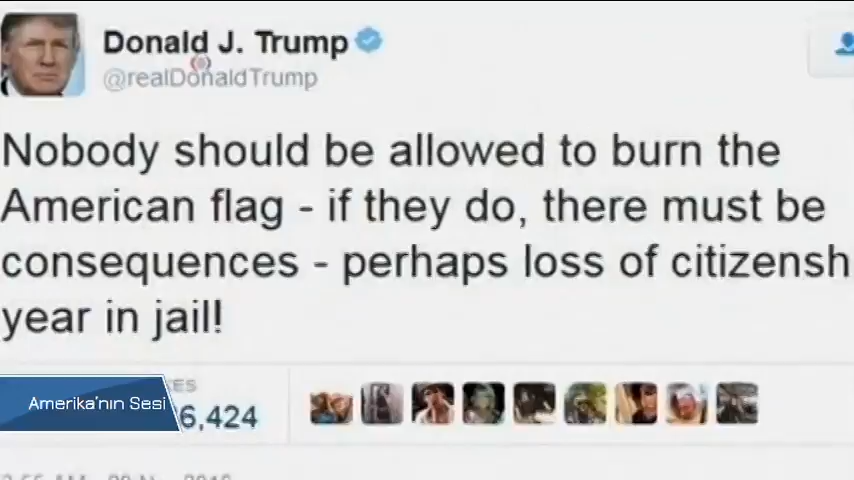 Donald J. Trump
@realDonaldTrump
Nobody should be allowed to burn the
American flag - if they do, there must be
consequences - perhaps loss of citizensh
year in jail!
Amerika'nın Sesi
6,424